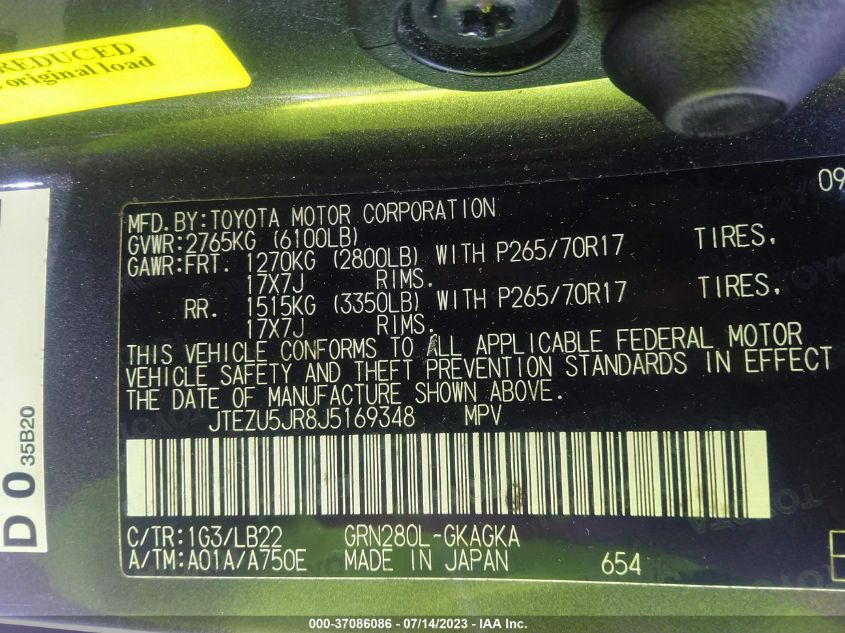 REDUCED
original load
09
MFD.BY:TOYOTA MOTOR CORPORATION
GVWR:2765KG (6100LB)
GAWR:FRT. 1270KG (2800LB) WITH P265/70R17 TIRES,
17X7J RIMS.
RR. 1515KG (3350LB) WITH P265/70R17 TIRES,
17X7J RIMS.
THIS VEHICLE CONFORMS TO ALL APPLICABLE FEDERAL MOTOR
VEHICLE SAFETY AND THEFT PREVENTION STANDARDS IN EFFECT
THE DATE OF MANUFACTURE SHOWN ABOVE.
JTEZU5JR8J5169348 MPV
C/TR:1G3/LB22 GRN280L-GKAGKA
A/TM:A01A/A750E MADE IN JAPAN 654
D 0 35B20
000-37086086 - 07/14/2023 - IAA Inc.